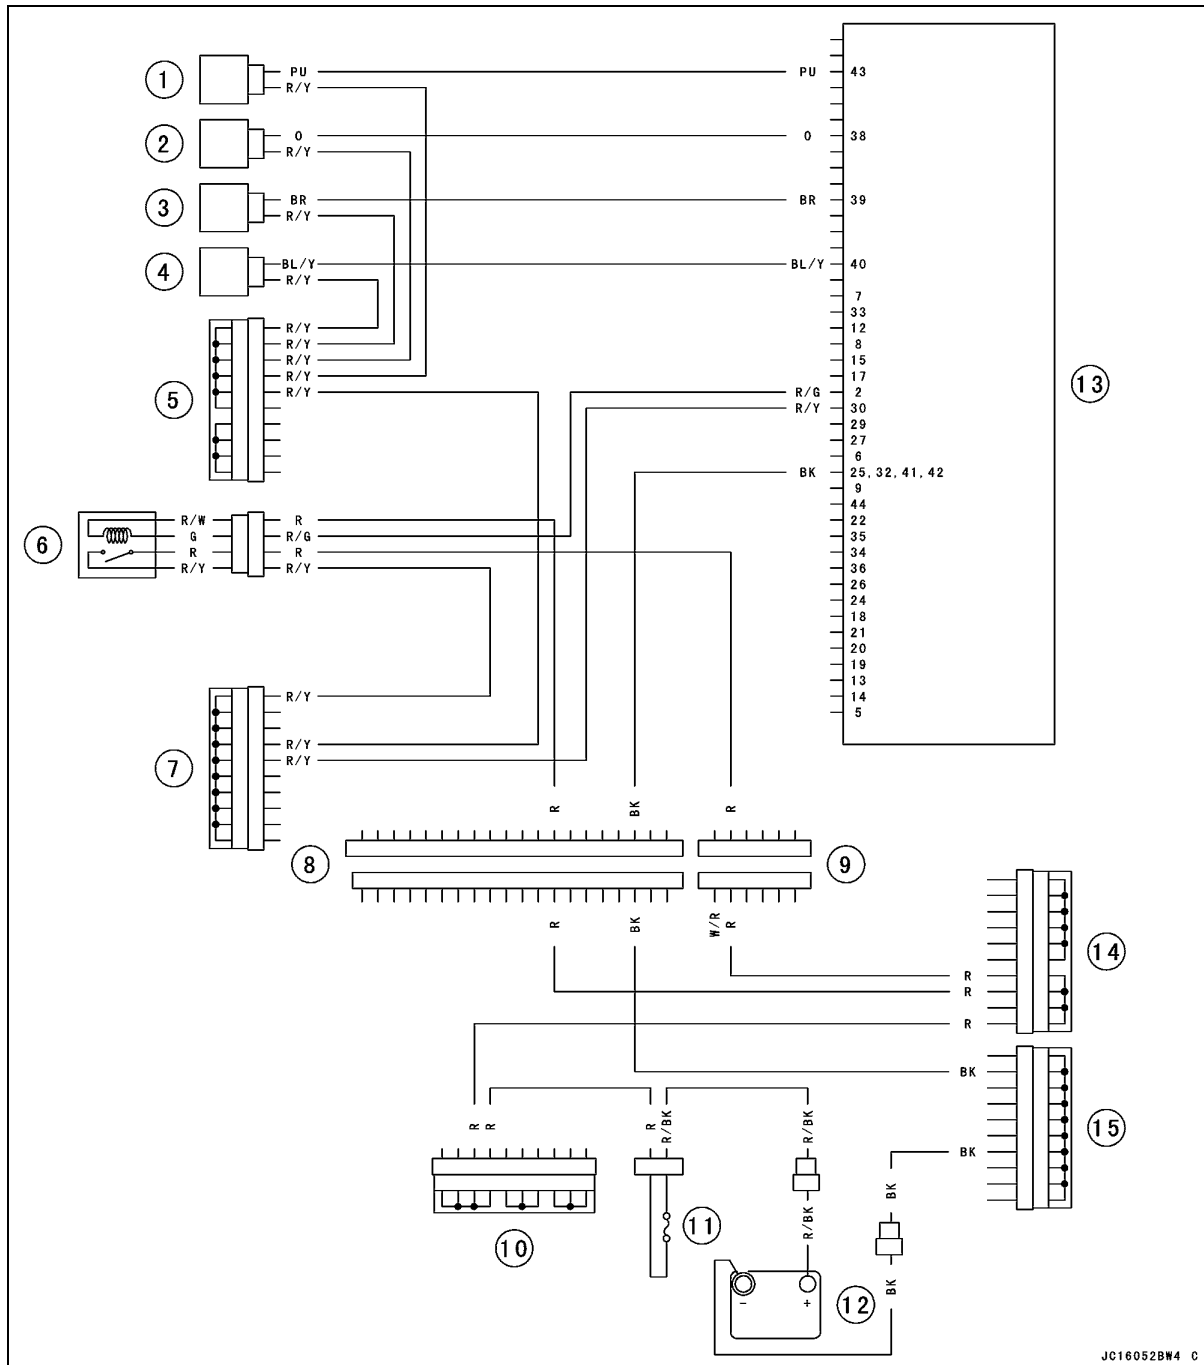 1 PU PU 43
R/Y
2 O O 38
R/Y
3 BR BR 39
R/Y
4 BL/Y BL/Y 40
R/Y
7
33
R/Y 12
R/Y 8
R/Y 15
R/Y 17
5 R/Y R/G 2 13
R/Y 30
29
27
6
BK 25,32,41,42
9
44
R/W R 22
6 G R/G 35
R R 34
R/Y R/Y 36
26
24
18
21
20
19
13
R/Y 14
5
R/Y
7 R/Y
R BK R
8 9
R BK W/R R
14
R
R
R
BK
R R R R/BK R/BK 15
BK
BK
R/BK
10 11
BK
- + 12
JC16052BW4 C